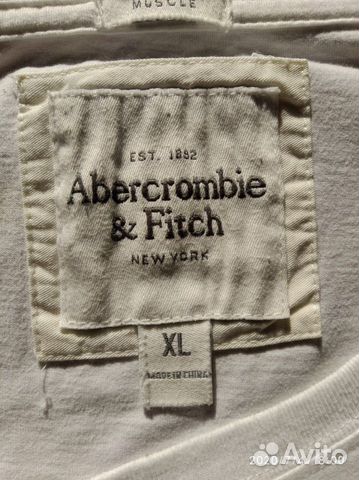 MUSCLE
EST. 1892
Abercrombie
& Fitch
NEW YORK
XL
MADE IN CHINA
Avito